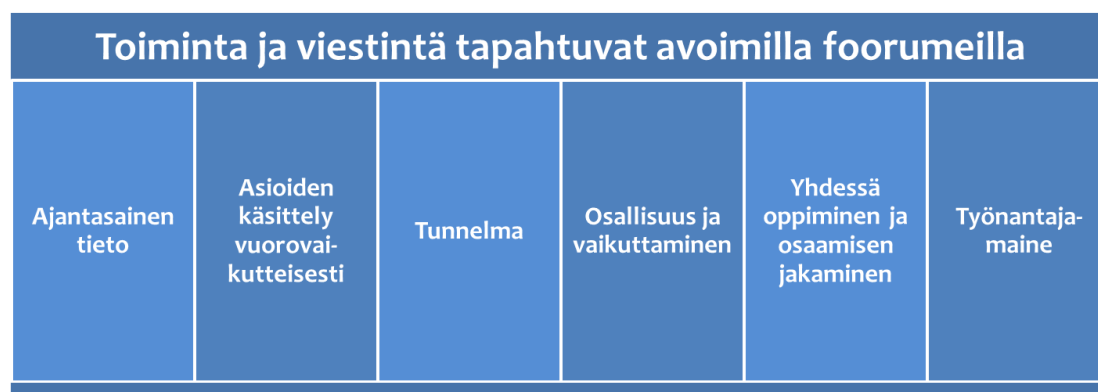 Toiminta ja viestintä tapahtuvat avoimilla foorumeilla
Ajantasainen
tieto
Asioiden
käsittely
vuorovai-
kutteisesti
Tunnelma
Osallisuus ja
vaikuttaminen
Yhdessä
oppiminen ja
osaamisen
jakaminen
Työnantaja-
maine